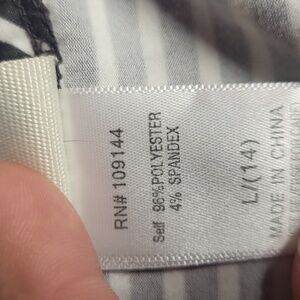 RN# 109144
Self 96%POLYESTER
4% SPANDEX
L/(14)
MADE IN CHINA